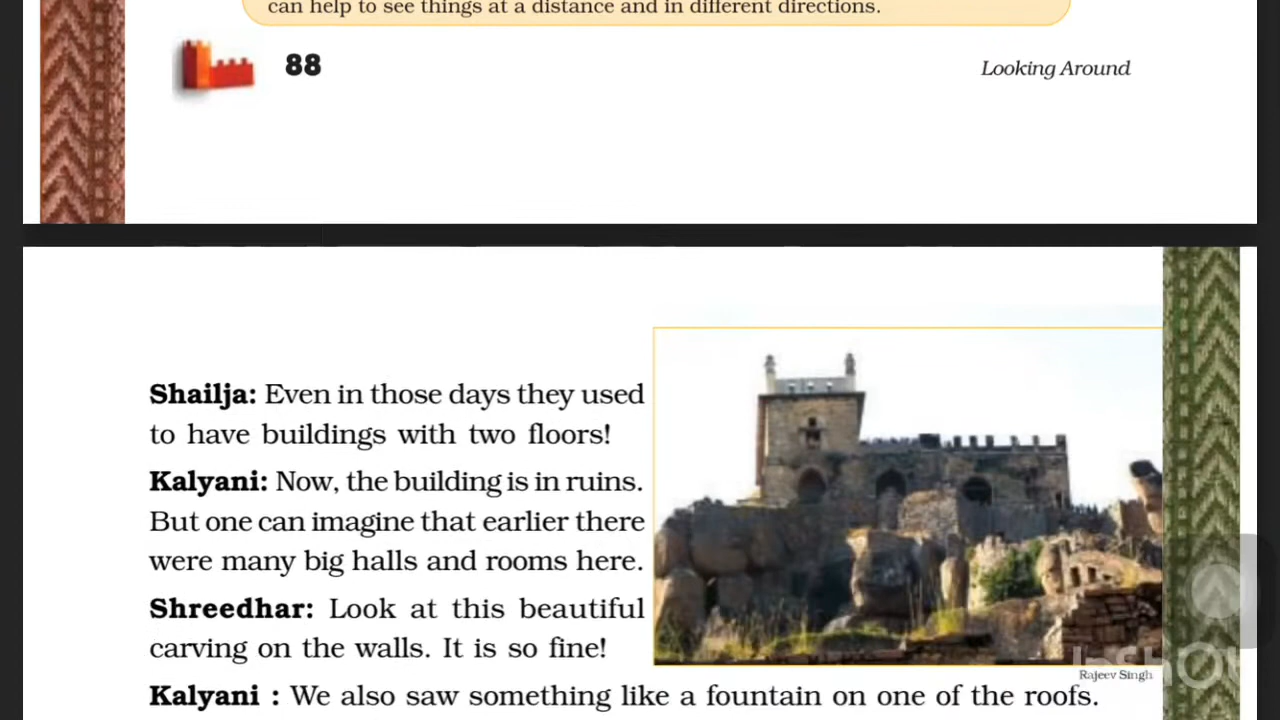 can help to see things at a distance and in different directions.
88
Looking Around
Shailja: Even in those days they used
to have buildings with two floors!
Kalyani: Now, the building is in ruins.
But one can imagine that earlier there
were many big halls and rooms here.
Shreedhar: Look at this beautiful
carving on the walls. It is so fine!
Rajeev Singh
Kalyani : We also saw something like a fountain on one of the roofs.